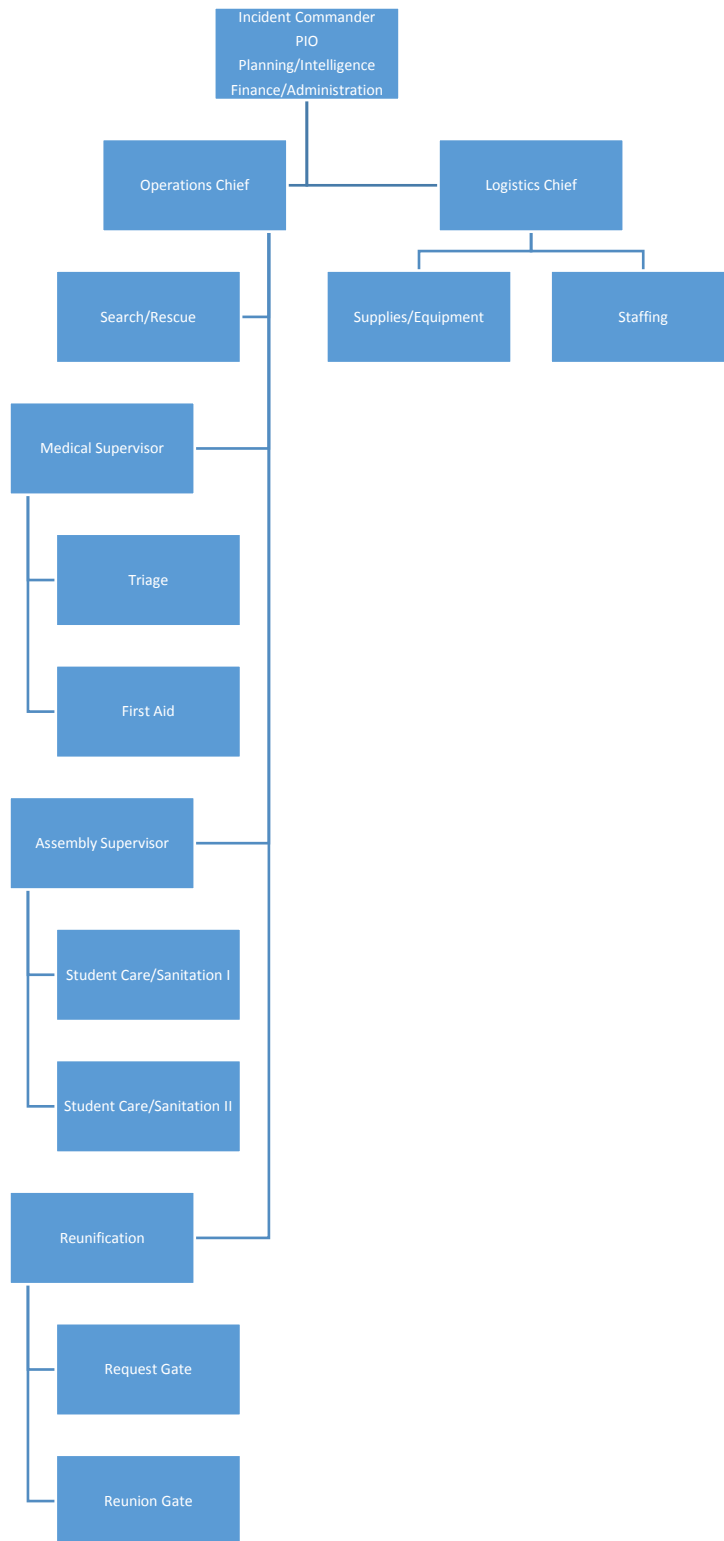 Incident Commander
PIO
Planning/Intelligence
Finance/Administration
Operations Chief
Logistics Chief
Search/Rescue
Supplies/Equipment
Staffing
Medical Supervisor
Triage
First Aid
Assembly Supervisor
Student Care/Sanitation I
Student Care/Sanitation II
Reunification
Request Gate
Reunion Gate